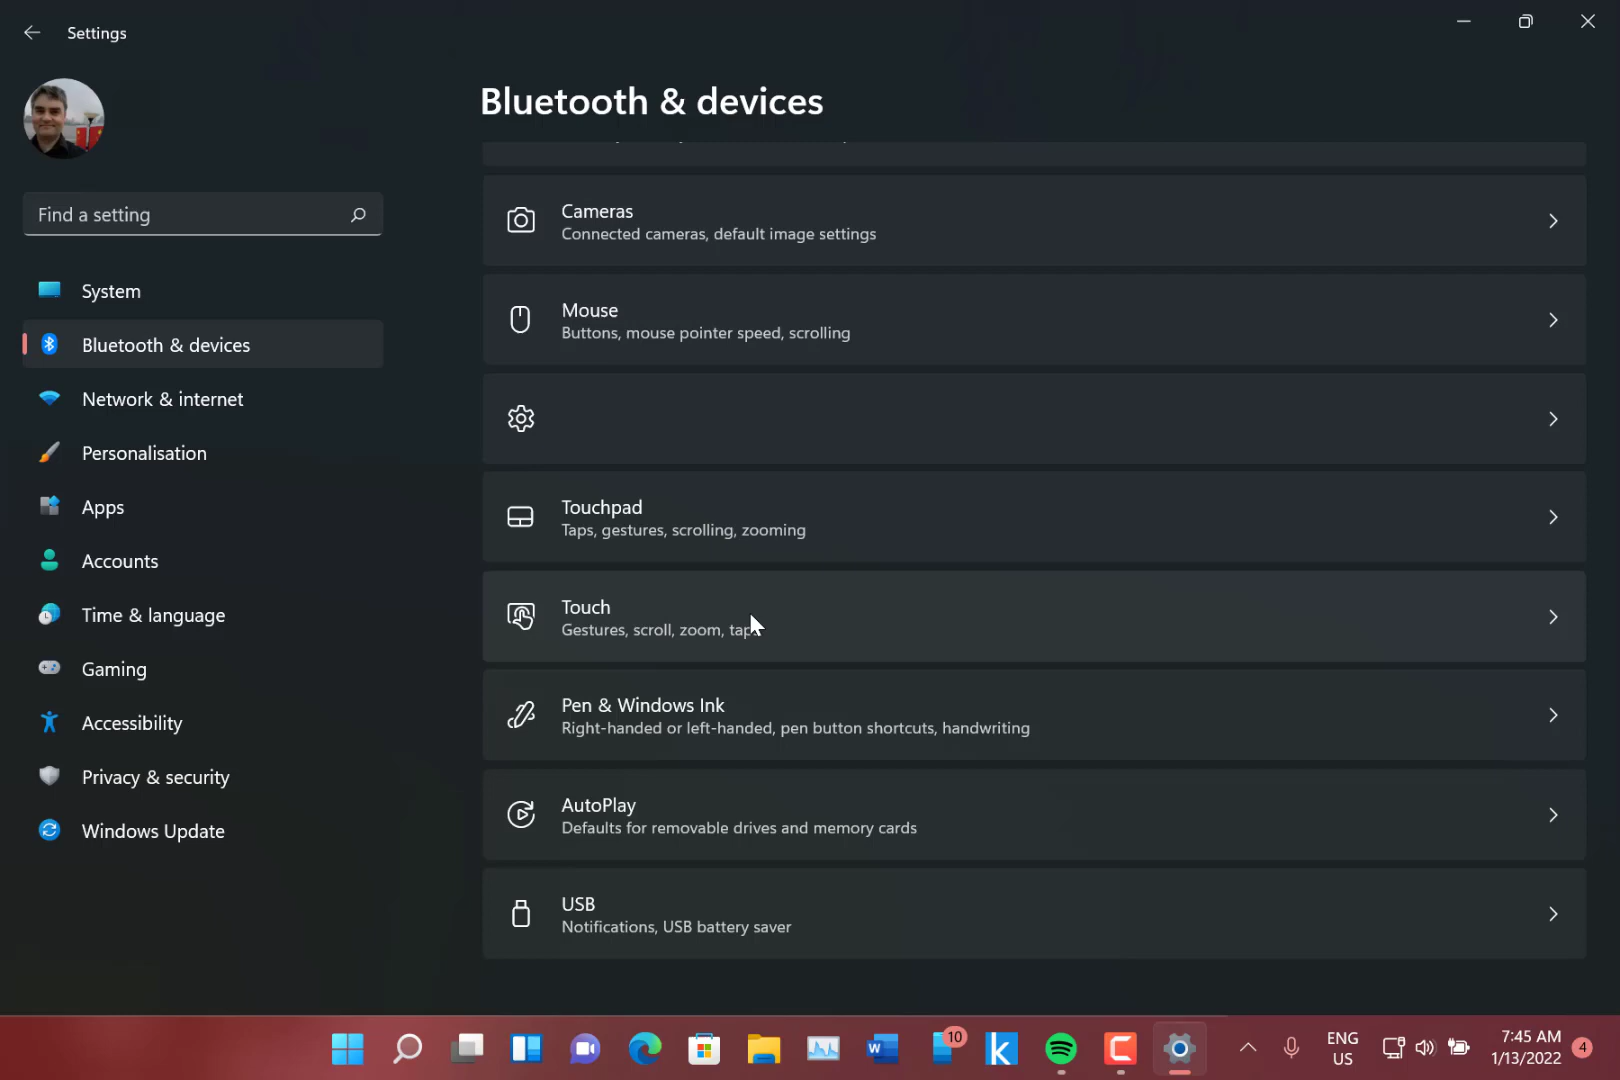 Settings
Bluetooth & devices
Find a setting
System
Bluetooth & devices
Network & internet
Personalisation
Apps
Accounts
Time & language
Gaming
Accessibility
Privacy & security
Windows Update
Cameras
Connected cameras, default image settings
Mouse
Buttons, mouse pointer speed, scrolling
Touchpad
Taps, gestures, scrolling, zooming
Touch
Gestures, scroll, zoom, taps
Pen & Windows Ink
Right-handed or left-handed, pen button shortcuts, handwriting
AutoPlay
Defaults for removable drives and memory cards
USB
Notifications, USB battery saver
W
10
k
C
ENG
US
7:45 AM
1/13/2022
4